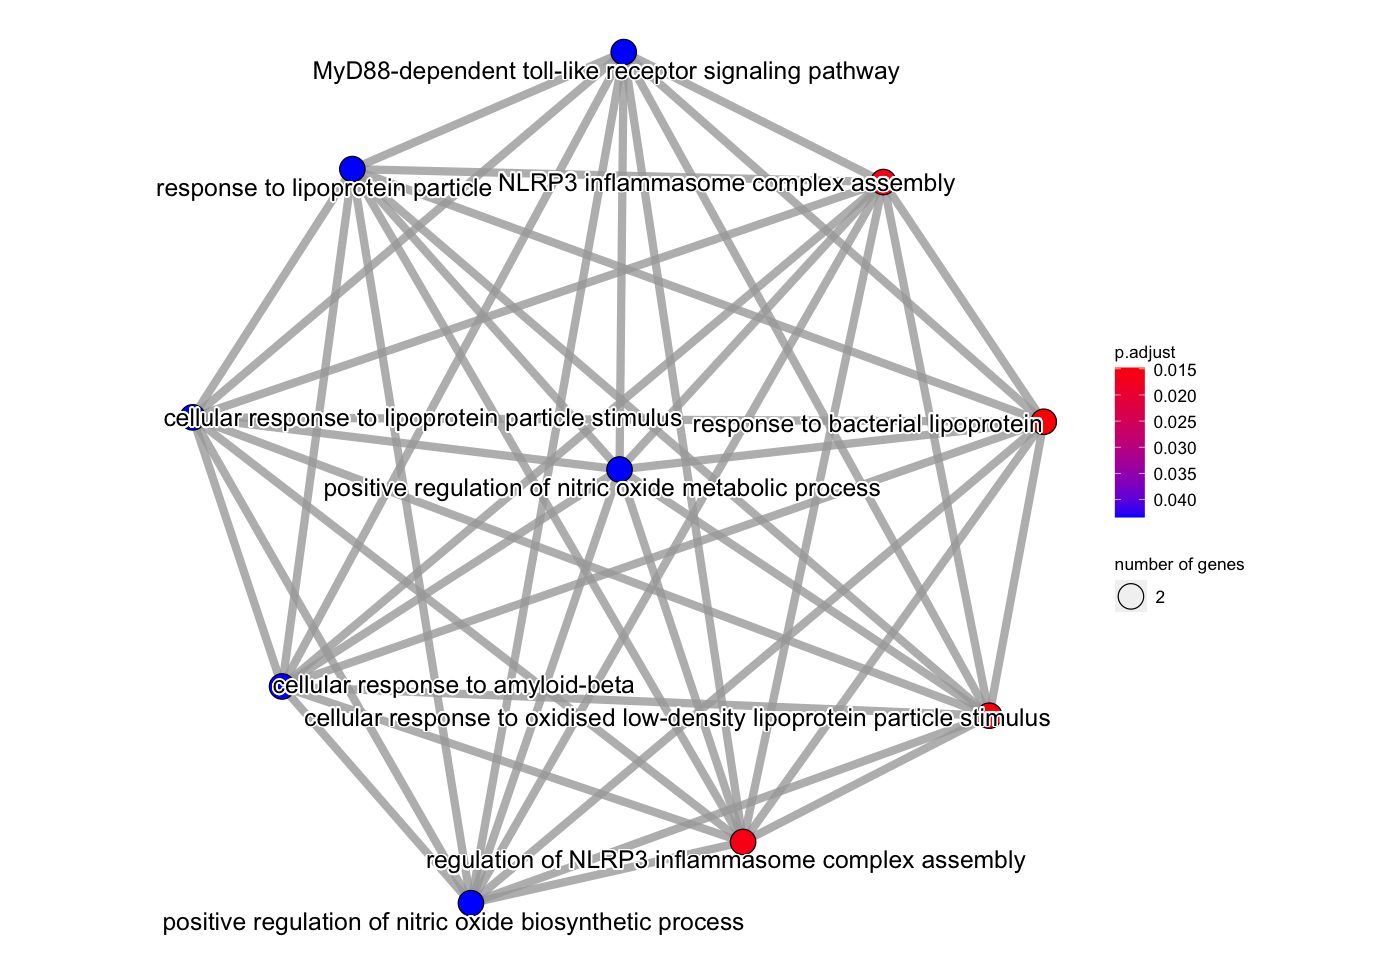 MyD88-dependent toll-like receptor signaling pathway
response to lipoprotein particle
NLRP3 inflammasome complex assembly
cellular response to lipoprotein particle stimulus
response to bacterial lipoprotein
positive regulation of nitric oxide metabolic process
cellular response to amyloid-beta
cellular response to oxidised low-density lipoprotein particle stimulus
regulation of NLRP3 inflammasome complex assembly
positive regulation of nitric oxide biosynthetic process
p.adjust
0.015
0.020
0.025
0.030
0.035
0.040
number of genes
2